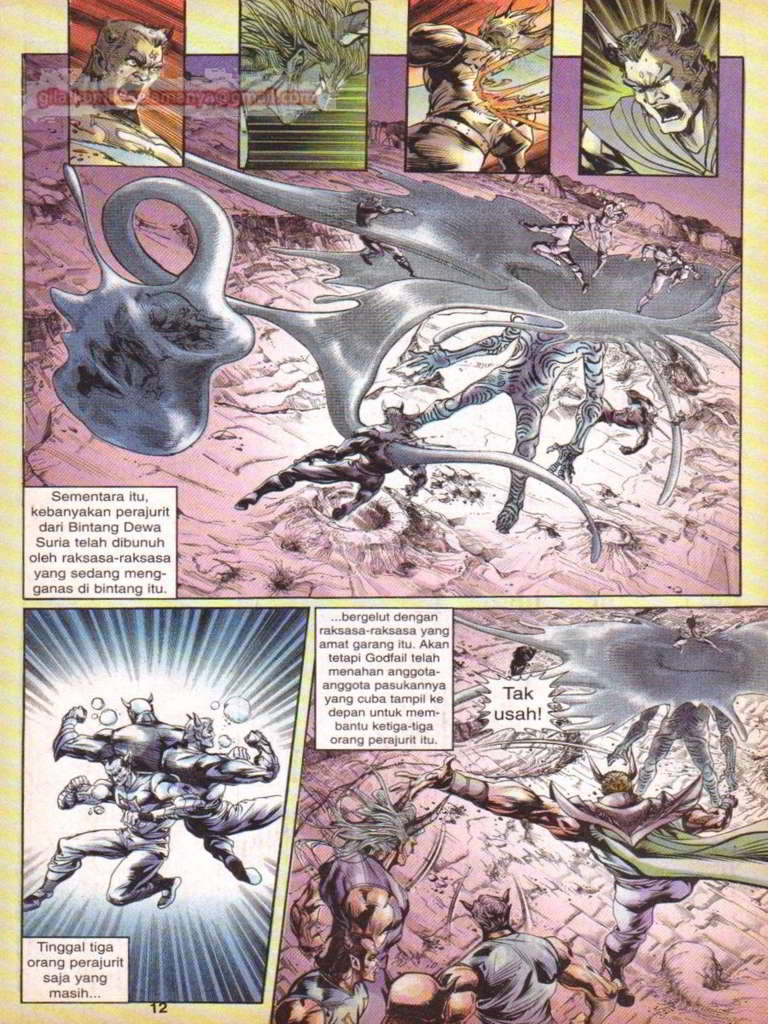 Sementara itu,
kebanyakan perajurit
dari Bintang Dewa
Suria telah dibunuh
oleh raksasa-raksasa
yang sedang meng-
ganas di bintang itu.
Tinggal tiga
orang perajurit
saja yang
masih...
...bergelut dengan
raksasa-raksasa yang
amat garang itu. Akan
tetapi Godfail telah
menahan anggota-
anggota pasukannya
yang cuba tampil ke
depan untuk mem-
bantu ketiga-tiga
orang perajurit itu.
Tak
usah!
12